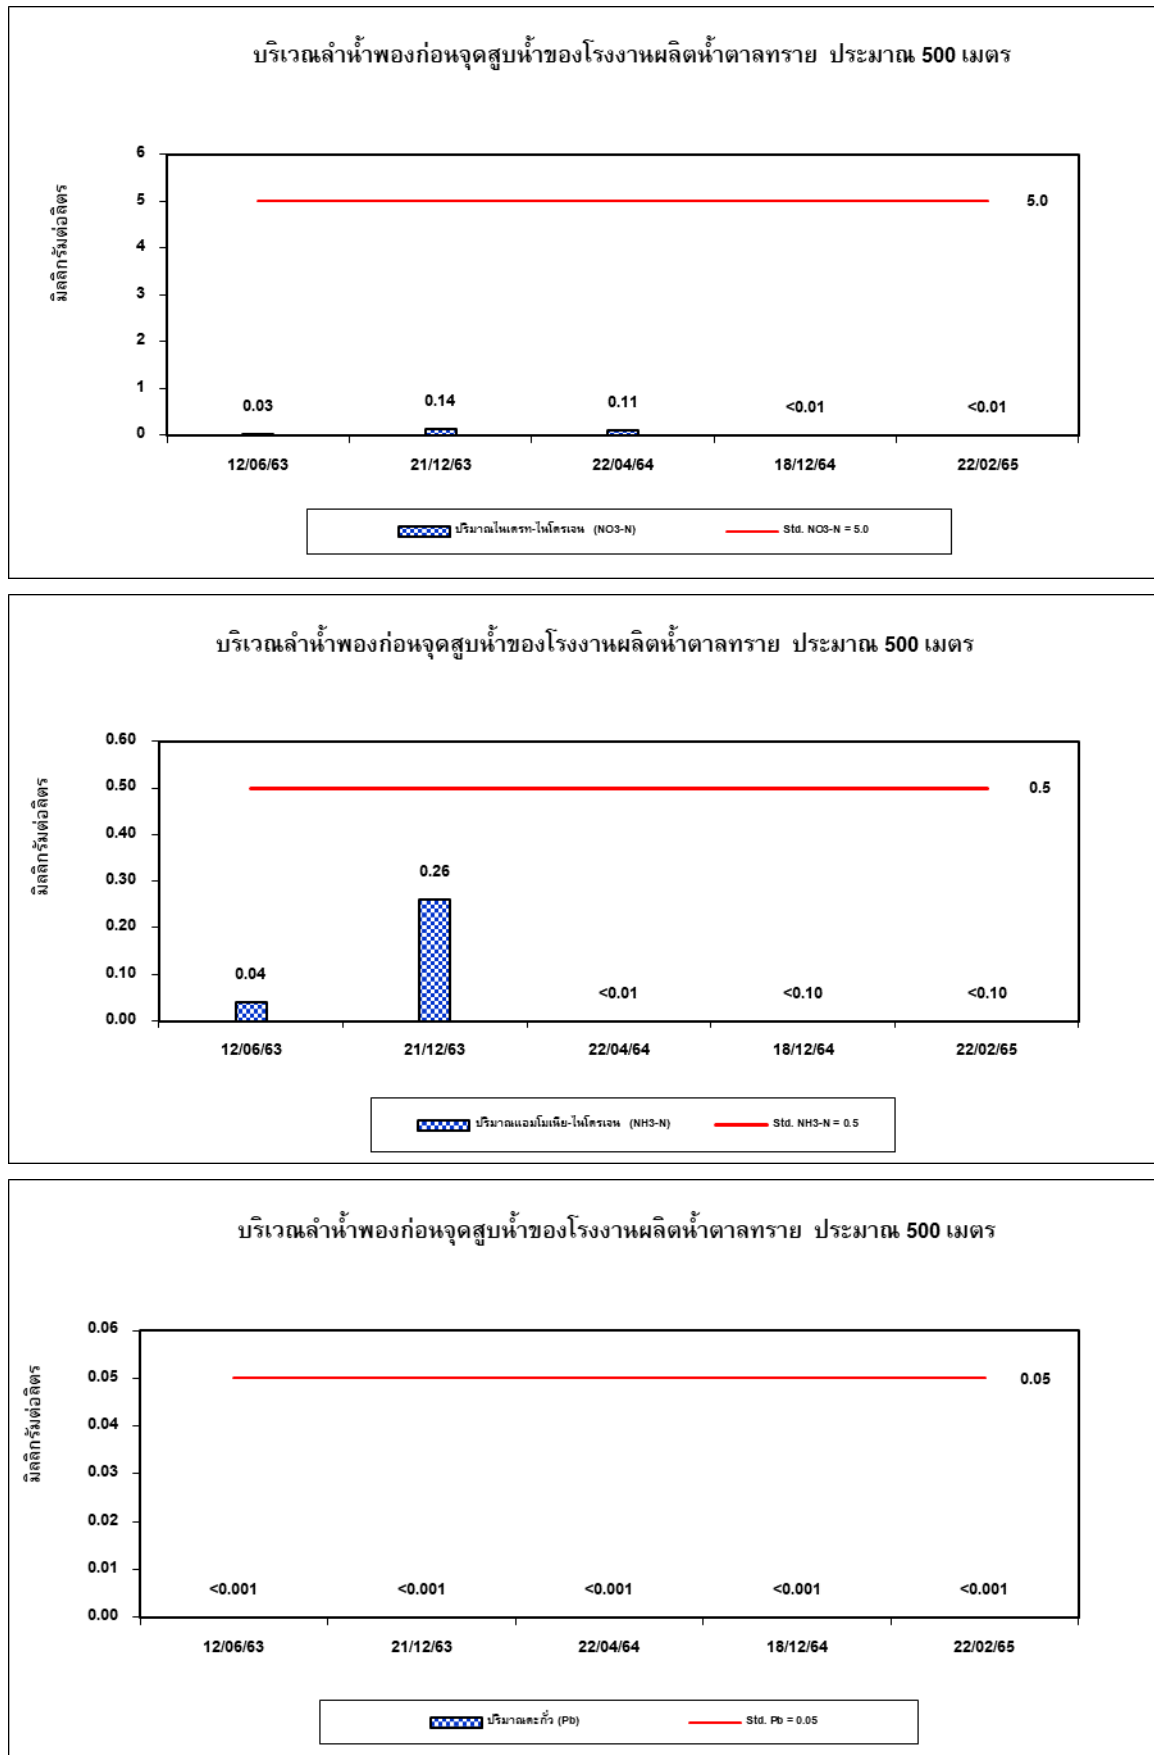 บริเวณลำน้ำพองก่อนจุดสูบน้ำของโรงงานผลิตน้ำตาลทราย ประมาณ 500 เมตร
มิลลิกรัมต่อลิตร
6
5
4
3
2
1
0
5.0
0.03 0.14 0.11 <0.01 <0.01
12/06/63 21/12/63 22/04/64 18/12/64 22/02/65
ปริมาณไนเตรท-ไนโตรเจน (NO3-N) Std. NO3-N = 5.0
บริเวณลำน้ำพองก่อนจุดสูบน้ำของโรงงานผลิตน้ำตาลทราย ประมาณ 500 เมตร
มิลลิกรัมต่อลิตร
0.60
0.50
0.40
0.30
0.20
0.10
0.00
0.5
0.04 0.26 <0.01 <0.10 <0.10
12/06/63 21/12/63 22/04/64 18/12/64 22/02/65
ปริมาณแอมโมเนีย-ไนโตรเจน (NH3-N) Std. NH3-N = 0.5
บริเวณลำน้ำพองก่อนจุดสูบน้ำของโรงงานผลิตน้ำตาลทราย ประมาณ 500 เมตร
มิลลิกรัมต่อลิตร
0.06
0.05
0.04
0.03
0.02
0.01
0.00
0.05
<0.001 <0.001 <0.001 <0.001 <0.001
12/06/63 21/12/63 22/04/64 18/12/64 22/02/65
ปริมาณตะกั่ว (Pb) Std. Pb = 0.05